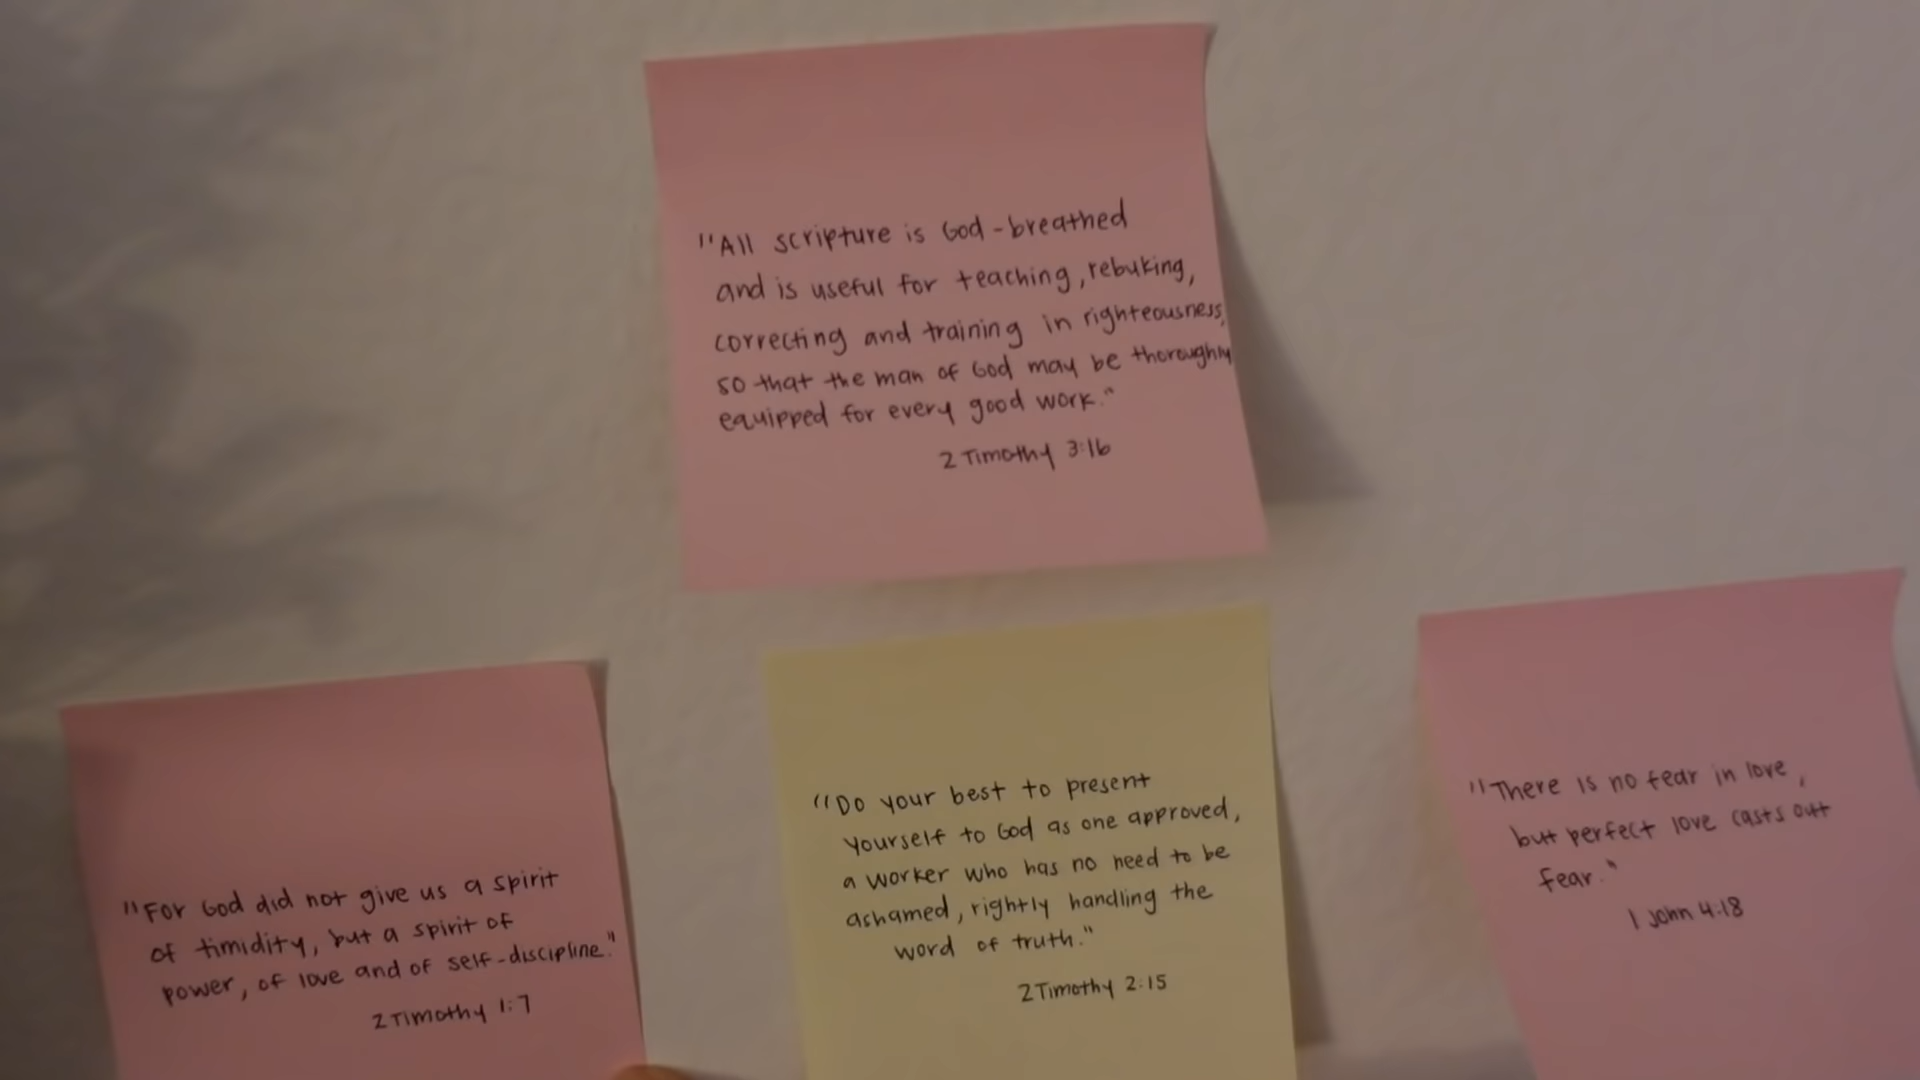 "All scripture is God-breathed
and is useful for teaching, rebuking,
correcting and training in righteousness,
so that the man of God may be thoroughly
equipped for every good work."
2 Timothy 3:16
"For God did not give us a spirit
of timidity, but a spirit of
power, of love and of self-discipline."
2 Timothy 1:7
"Do your best to present
yourself to God as one approved,
a worker who has no need to be
ashamed, rightly handling the
word of truth."
2 Timothy 2:15
"There is no fear in love,
but perfect love casts out
fear."
1 John 4:18